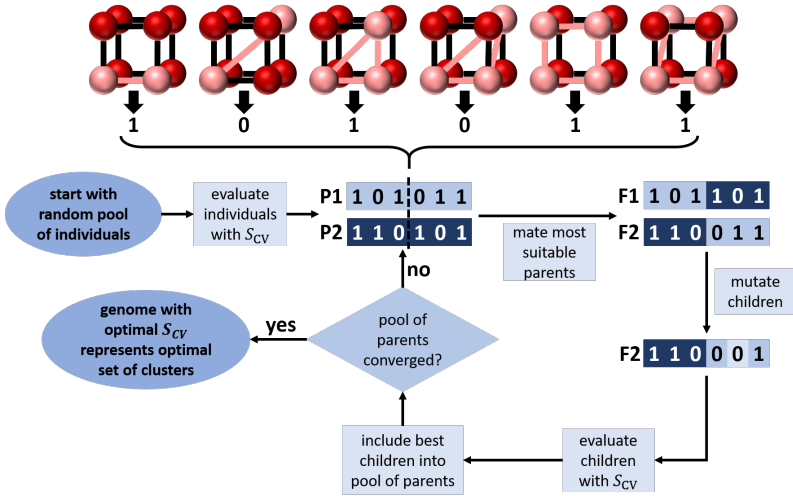 1 0 1 0 1 1
start with
random pool
of individuals
evaluate
individuals
with S_CV
P1 1 0 1 0 1 1
P2 1 1 0 1 0 1
mate most
suitable
parents
F1 1 0 1 1 0 1
F2 1 1 0 0 1 1
mutate
children
F2 1 1 0 0 0 1
evaluate
children
with S_CV
include best
children into
pool of parents
pool of
parents
converged?
no
yes
genome with
optimal S_CV
represents optimal
set of clusters